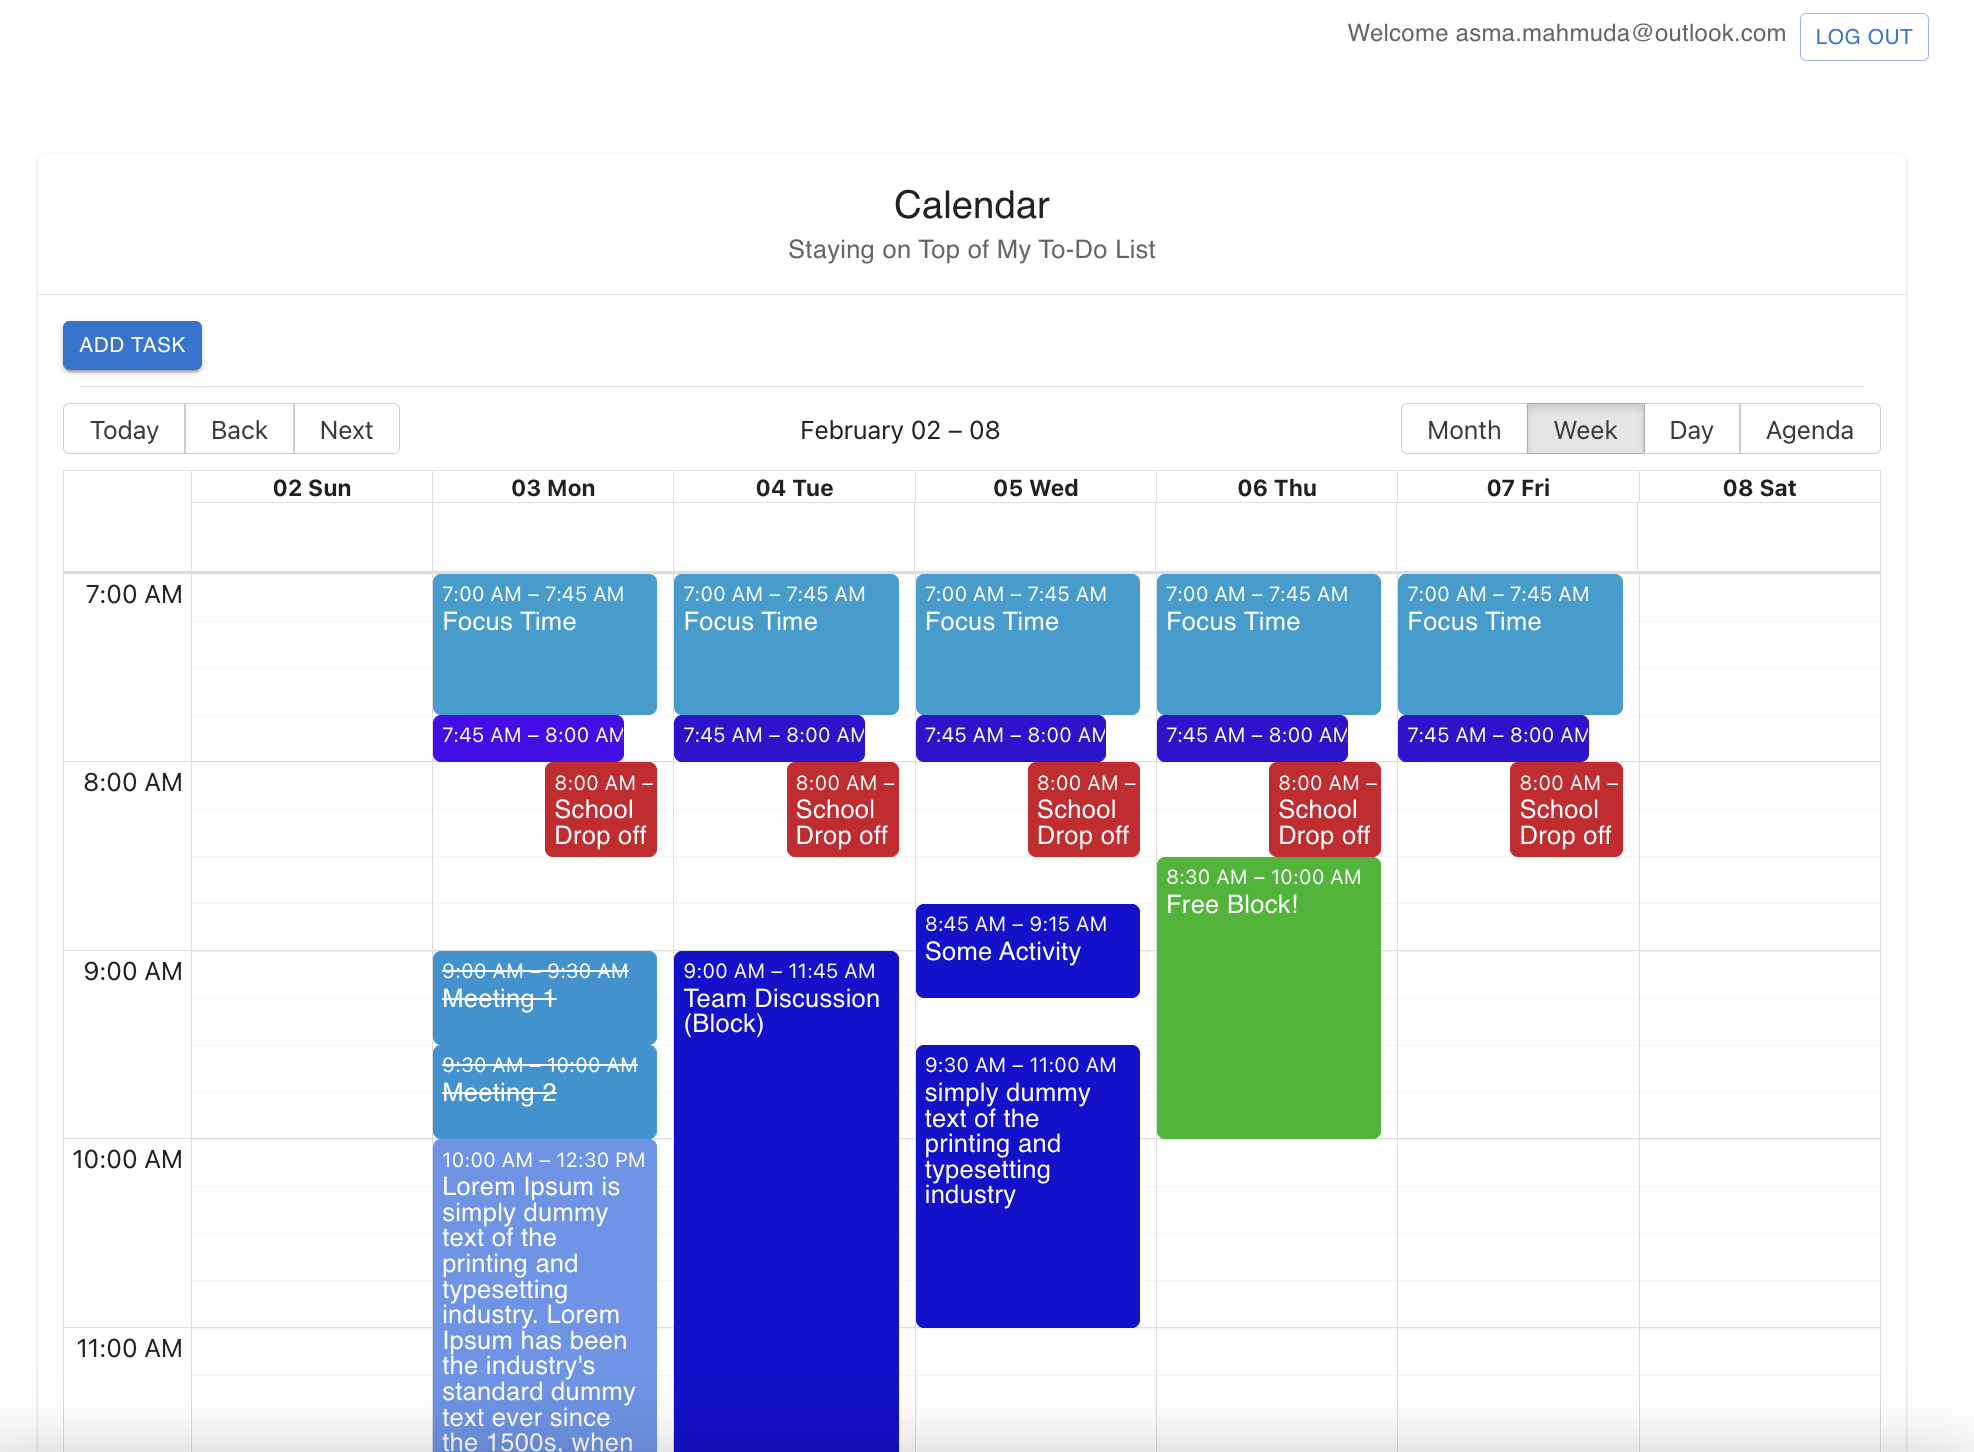 Welcome asma.mahmuda@outlook.com
LOG OUT
Calendar
Staying on Top of My To-Do List
ADD TASK
Today
Back
Next
February 02 – 08
Month
Week
Day
Agenda
02 Sun
03 Mon
04 Tue
05 Wed
06 Thu
07 Fri
08 Sat
7:00 AM
7:00 AM – 7:45 AM
Focus Time
7:00 AM – 7:45 AM
Focus Time
7:00 AM – 7:45 AM
Focus Time
7:00 AM – 7:45 AM
Focus Time
7:00 AM – 7:45 AM
Focus Time
7:45 AM – 8:00 AM
7:45 AM – 8:00 AM
7:45 AM – 8:00 AM
7:45 AM – 8:00 AM
7:45 AM – 8:00 AM
8:00 AM
8:00 AM –
School
Drop off
8:00 AM –
School
Drop off
8:00 AM –
School
Drop off
8:00 AM –
School
Drop off
8:00 AM –
School
Drop off
8:30 AM – 10:00 AM
Free Block!
8:45 AM – 9:15 AM
Some Activity
9:00 AM
9:00 AM – 9:30 AM
Meeting 1
9:00 AM – 11:45 AM
Team Discussion
(Block)
9:30 AM – 10:00 AM
Meeting 2
9:30 AM – 11:00 AM
simply dummy
text of the
printing and
typesetting
industry
10:00 AM
10:00 AM – 12:30 PM
Lorem Ipsum is
simply dummy
text of the
printing and
typesetting
industry. Lorem
Ipsum has been
the industry's
standard dummy
text ever since
the 1500s, when
11:00 AM